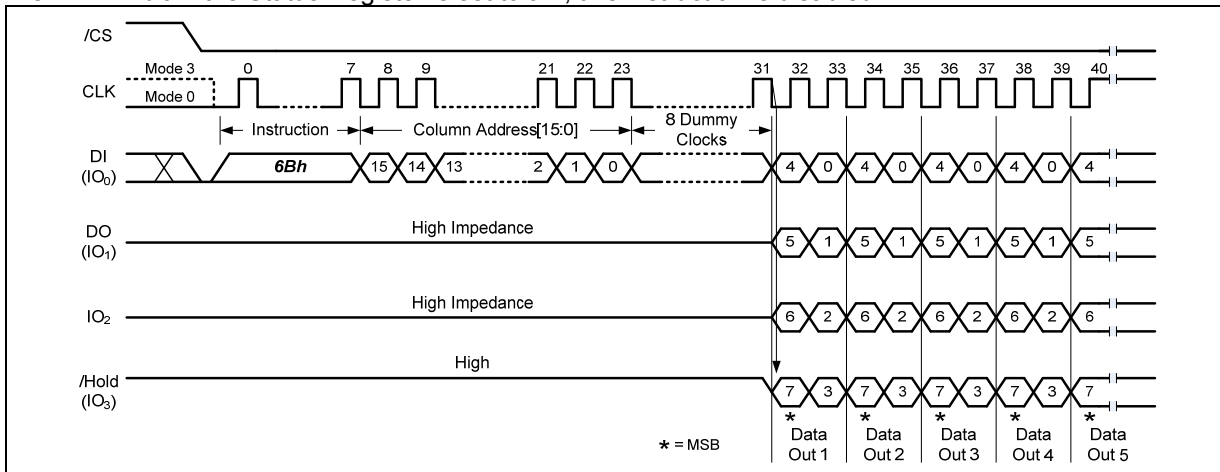 /CS
Mode 3 0 7 8 9 21 22 23 31 32 33 34 35 36 37 38 39 40
CLK
Mode 0
Instruction Column Address[15:0] 8 Dummy Clocks
DI (IO0) 6Bh 15 14 13 2 1 0 4 0 4 0 4 0 4 0 4
DO (IO1) High Impedance 5 1 5 1 5 1 5 1 5
IO2 High Impedance 6 2 6 2 6 2 6 2 6
/Hold (IO3) High 7 3 7 3 7 3 7 3 7
* * * * *
* = MSB
Data Out 1 Data Out 2 Data Out 3 Data Out 4 Data Out 5